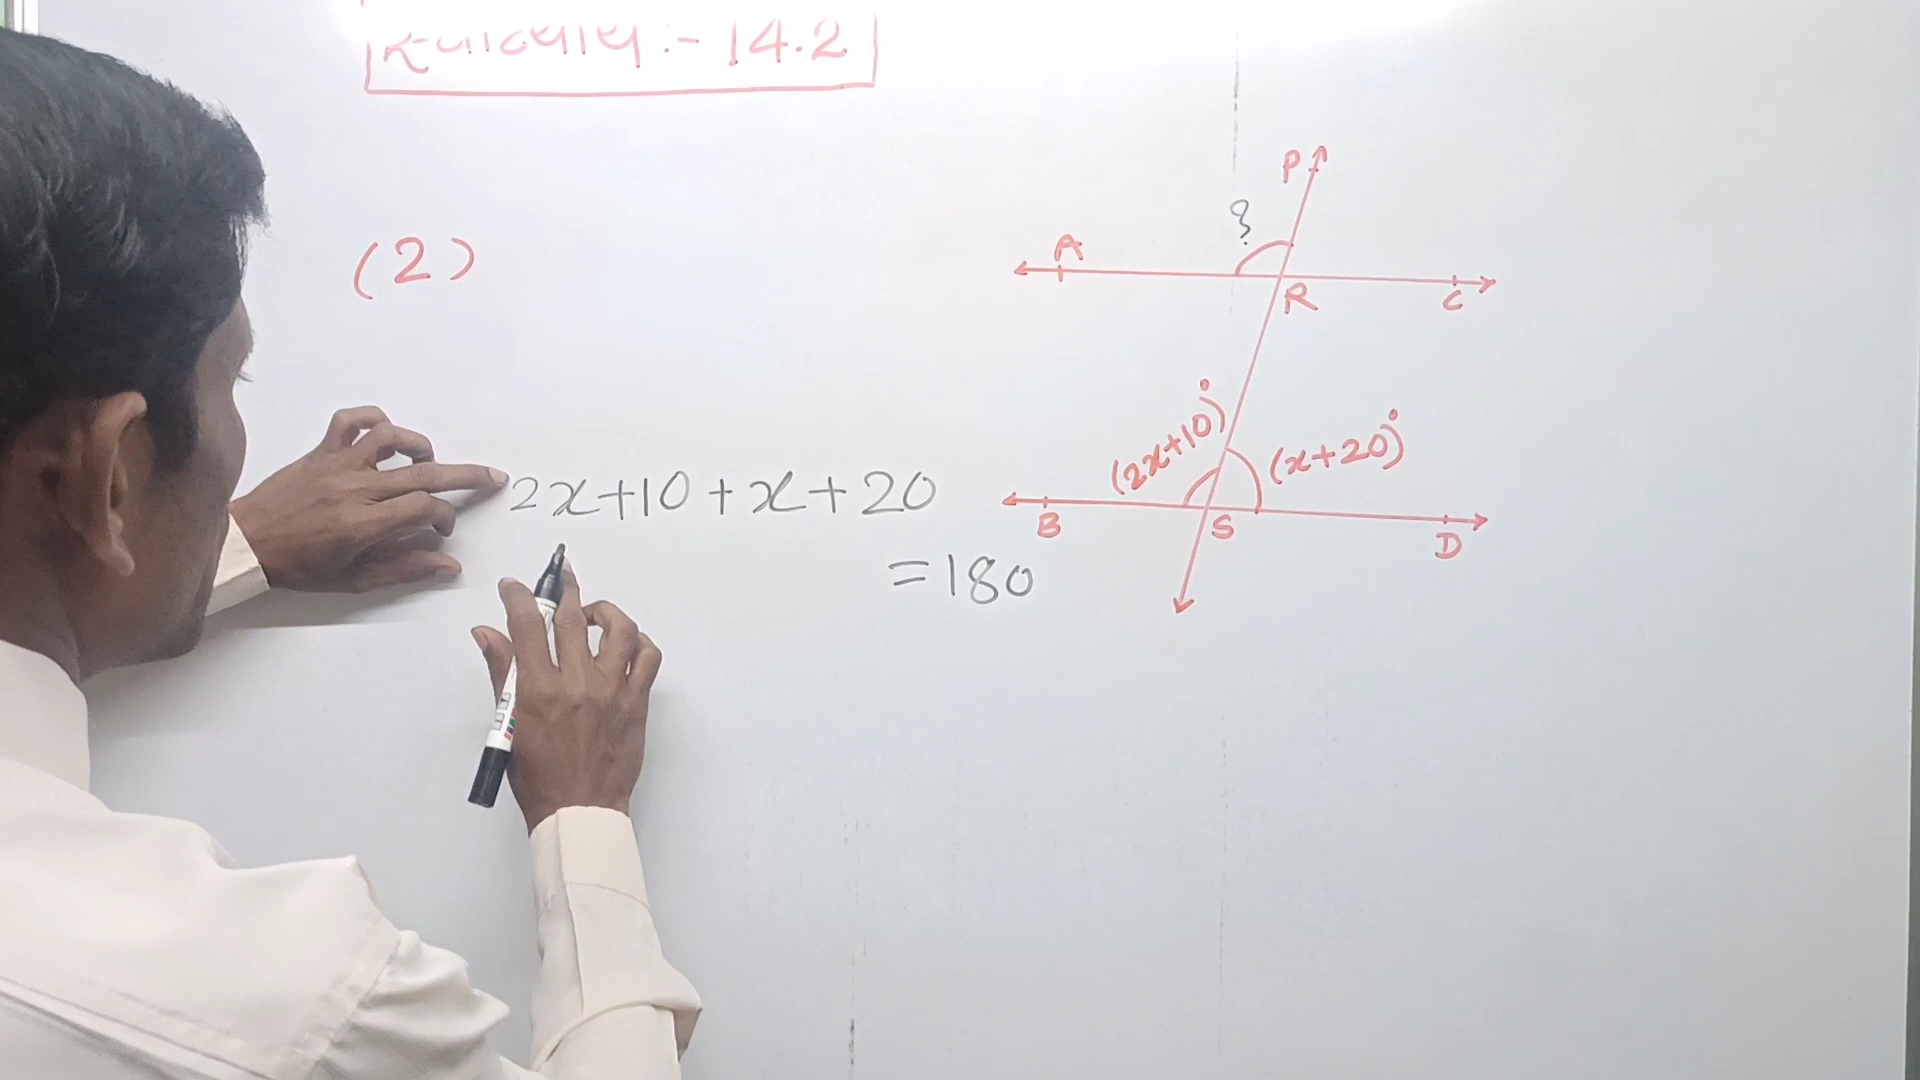 :- 14.2
(2)
2x+10+x+20
=180
P
?
A
R
C
(2x+10)°
(x+20)°
B
S
D